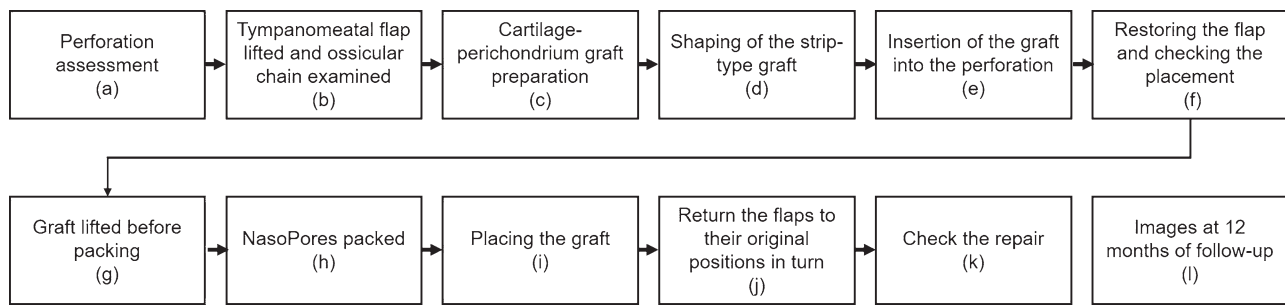 Perforation
assessment
(a)
Tympanomeatal flap
lifted and ossicular
chain examined
(b)
Cartilage-
perichondrium graft
preparation
(c)
Shaping of the strip-
type graft
(d)
Insertion of the graft
into the perforation
(e)
Restoring the flap
and checking the
placement
(f)
Graft lifted before
packing
(g)
NasoPores packed
(h)
Placing the graft
(i)
Return the flaps to
their original
positions in turn
(j)
Check the repair
(k)
Images at 12
months of follow-up
(l)